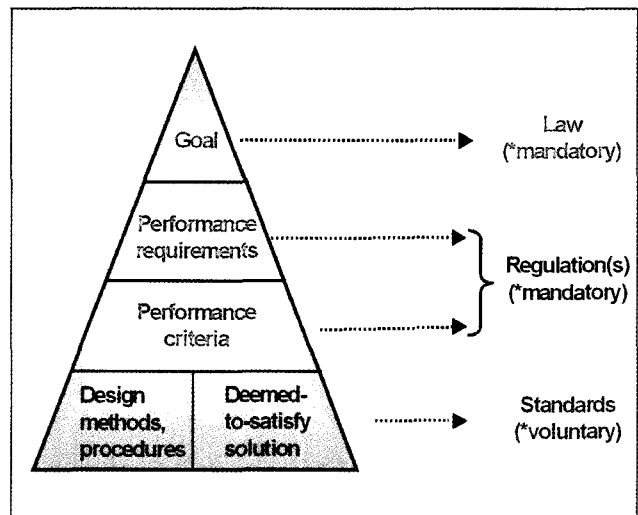 Goal
Law
(*mandatory)
Performance
requirements
Regulation(s)
(*mandatory)
Performance
criteria
Design
methods,
procedures
Deemed-
to-satisfy
solution
Standards
(*voluntary)